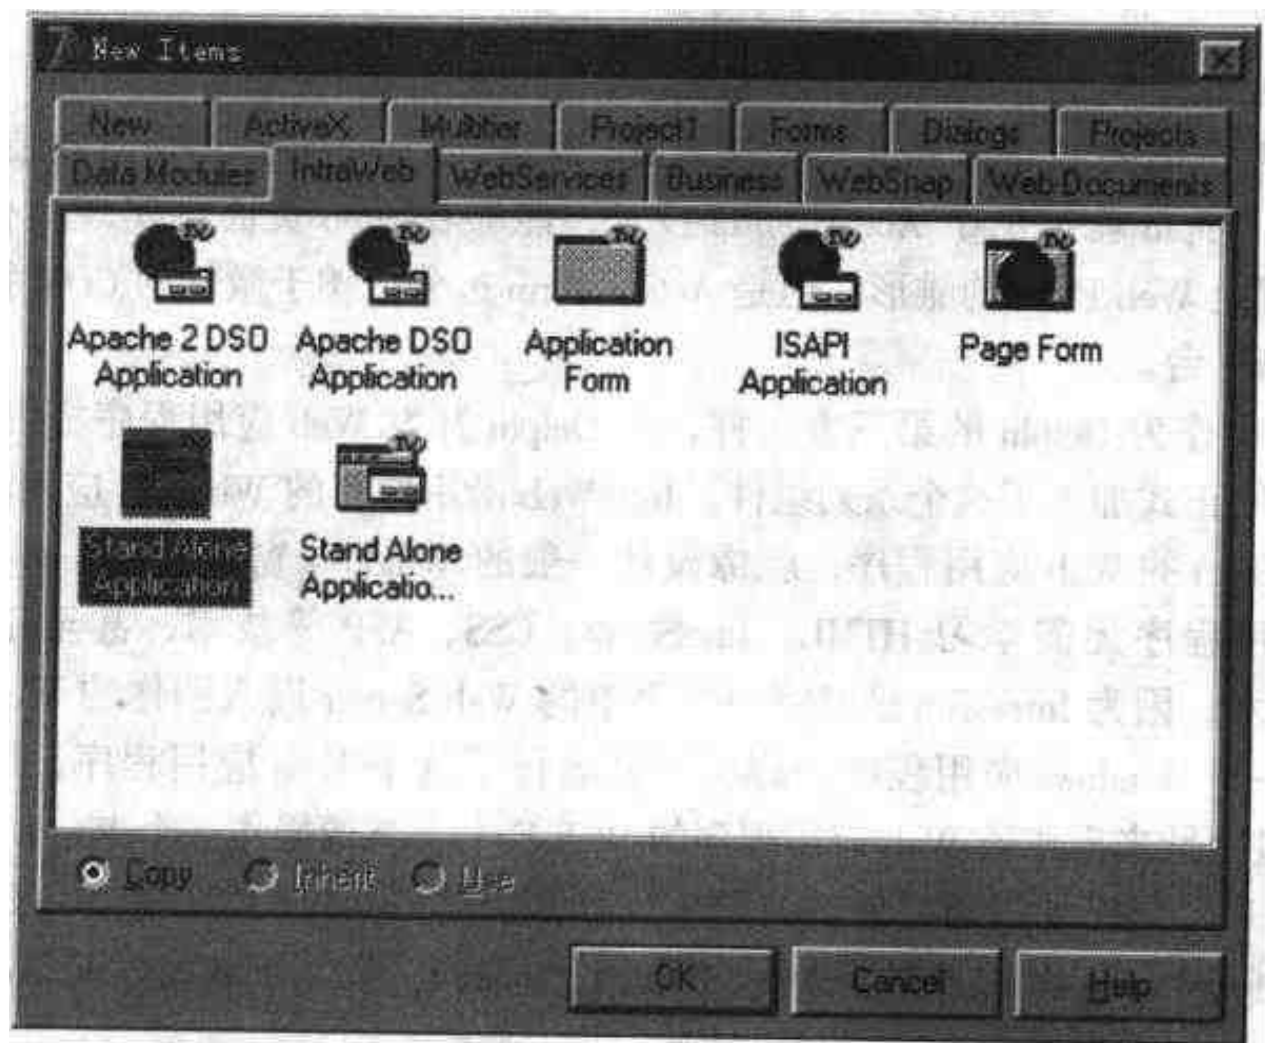 New Items
New ActiveX Multitier Project1 Forms Dialogs Projects
Data Modules IntraWeb WebServices Business WebSnap Web Documents
Apache 2 DSO
Application
Apache DSO
Application
Application
Form
ISAPI
Application
Page Form
Stand Alone
Application
Stand Alone
Applicatio...
Copy Inherit Use
OK Cancel Help